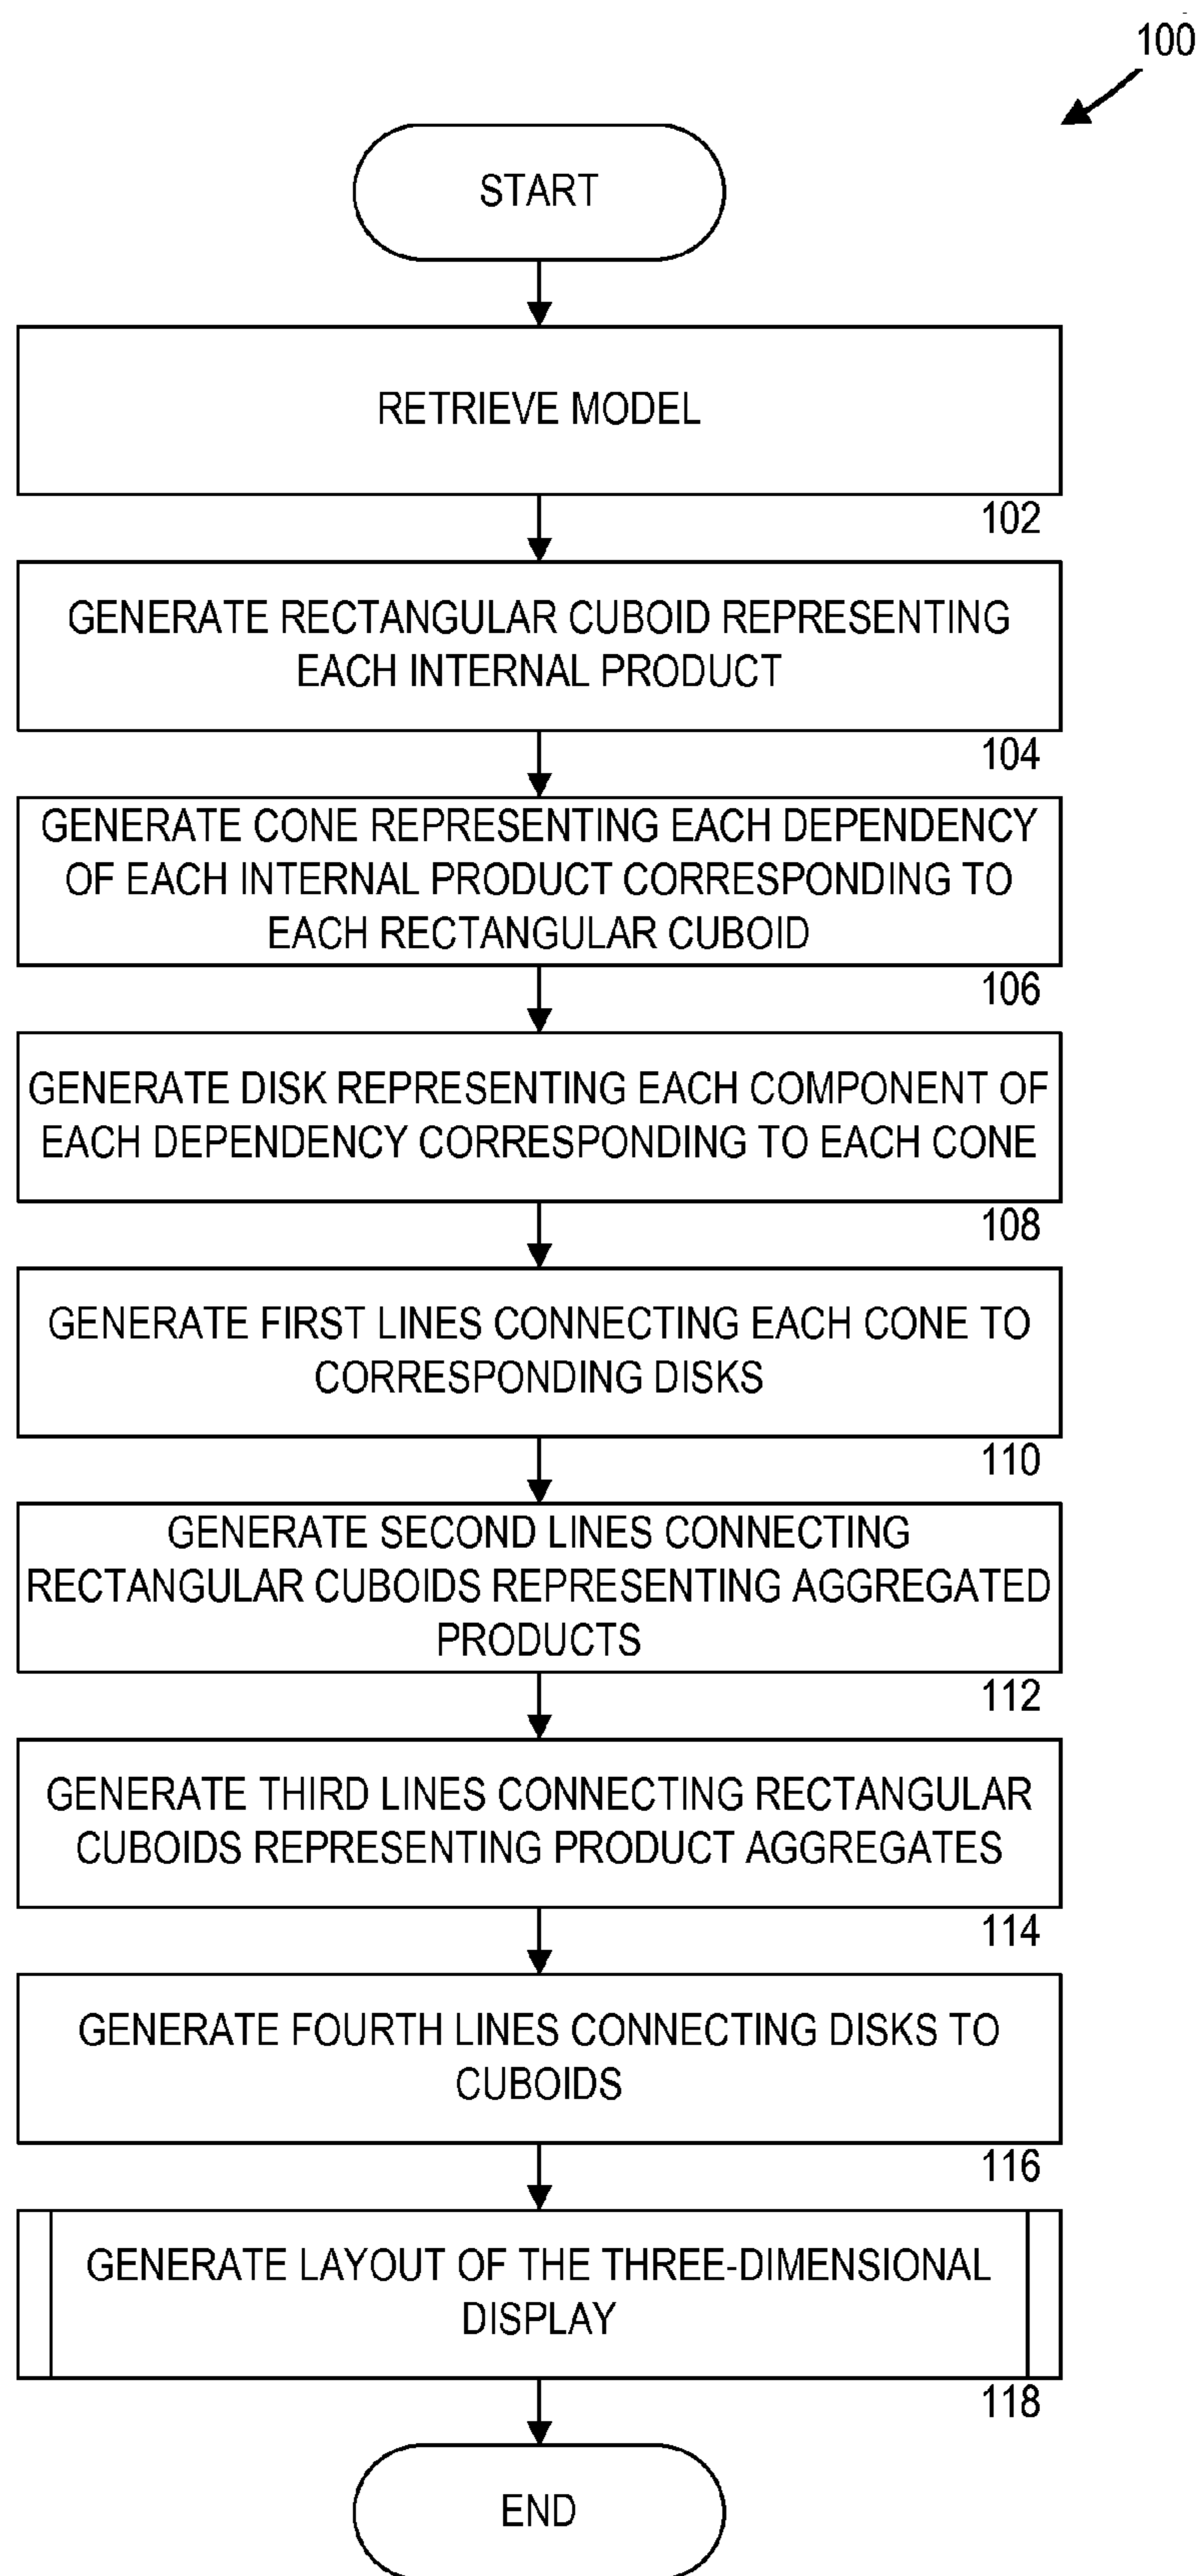 100
START
RETRIEVE MODEL
102
GENERATE RECTANGULAR CUBOID REPRESENTING
EACH INTERNAL PRODUCT
104
GENERATE CONE REPRESENTING EACH DEPENDENCY
OF EACH INTERNAL PRODUCT CORRESPONDING TO
EACH RECTANGULAR CUBOID
106
GENERATE DISK REPRESENTING EACH COMPONENT OF
EACH DEPENDENCY CORRESPONDING TO EACH CONE
108
GENERATE FIRST LINES CONNECTING EACH CONE TO
CORRESPONDING DISKS
110
GENERATE SECOND LINES CONNECTING
RECTANGULAR CUBOIDS REPRESENTING AGGREGATED
PRODUCTS
112
GENERATE THIRD LINES CONNECTING RECTANGULAR
CUBOIDS REPRESENTING PRODUCT AGGREGATES
114
GENERATE FOURTH LINES CONNECTING DISKS TO
CUBOIDS
116
GENERATE LAYOUT OF THE THREE-DIMENSIONAL
DISPLAY
118
END